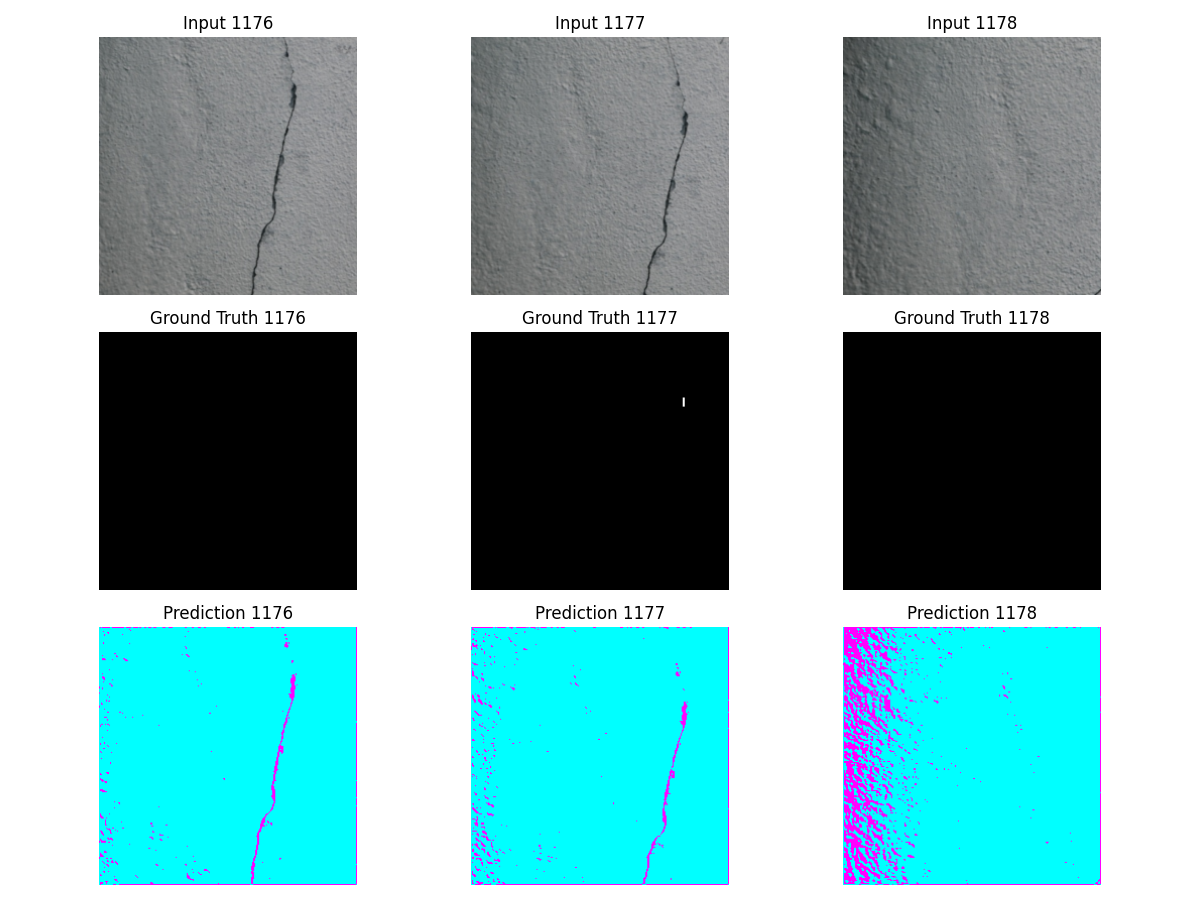 Input 1176
Input 1177
Input 1178
Ground Truth 1176
Ground Truth 1177
Ground Truth 1178
Prediction 1176
Prediction 1177
Prediction 1178